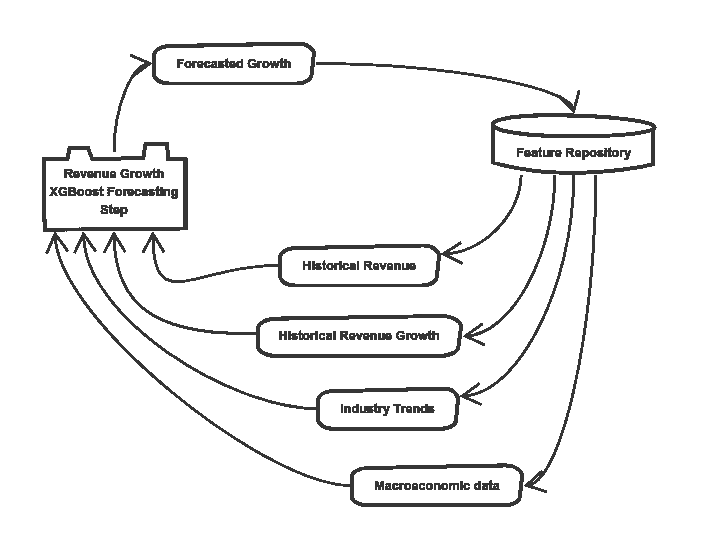 Forecasted Growth
Feature Repository
Revenue Growth
XGBoost Forecasting
Step
Historical Revenue
Historical Revenue Growth
Industry Trends
Macroeconomic data